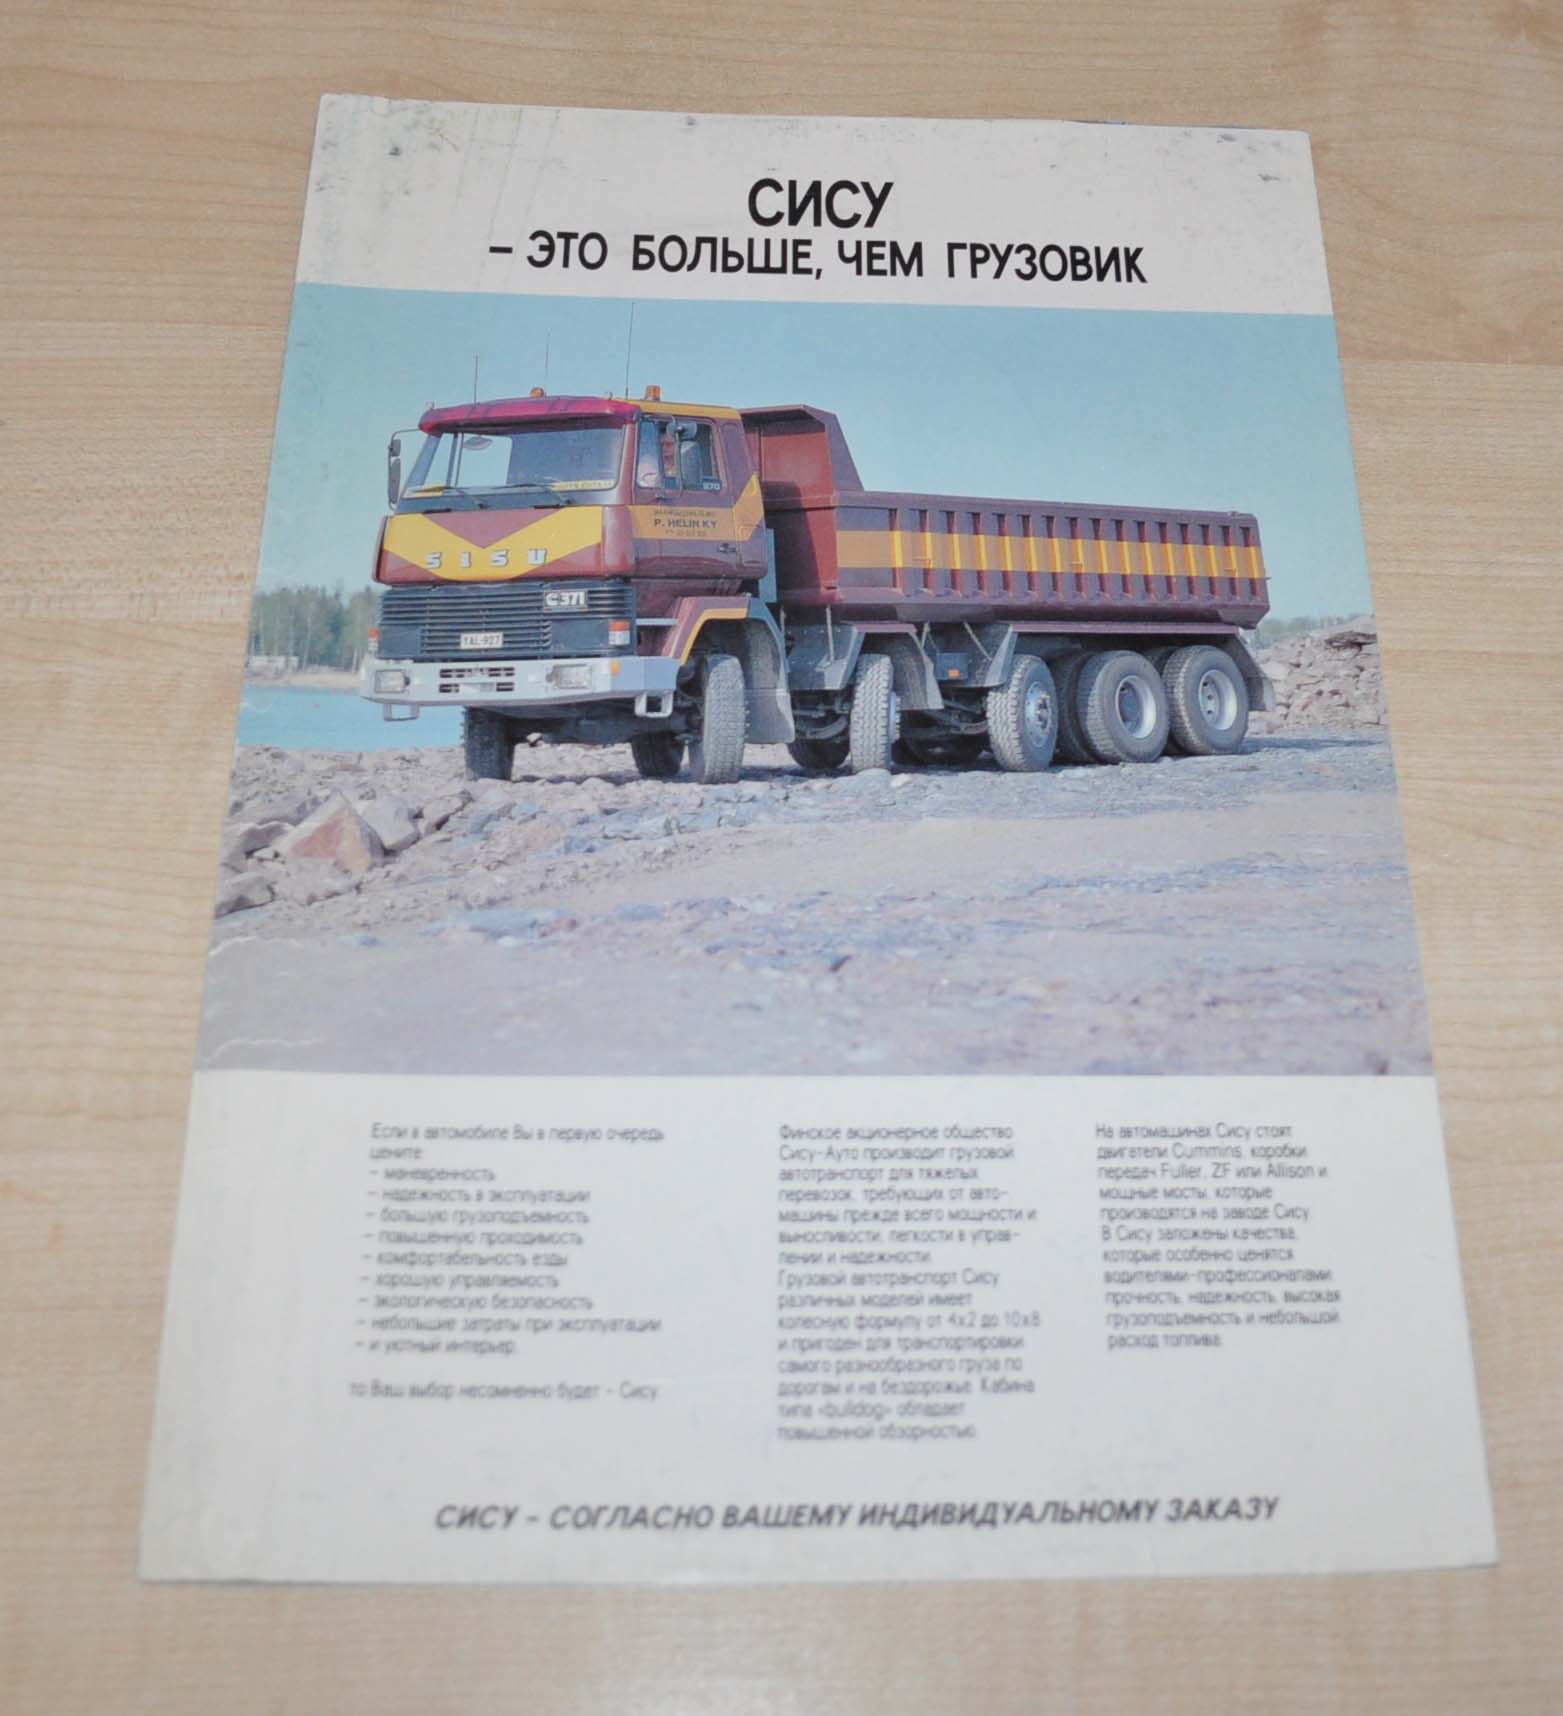 СИСУ
– ЭТО БОЛЬШЕ, ЧЕМ ГРУЗОВИК
870
P. HELIN KY
SISU
C371
YAL-927
Если в автомобиле Вы в первую очередь
цените:
– маневренность
– надежность в эксплуатации
– большую грузоподъемность
– повышенную проходимость
– комфортабельность езды
– хорошую управляемость
– экологическую безопасность
– небольшие затраты при эксплуатации
– и уютный интерьер,
то Ваш выбор несомненно будет – Сису.
Финское акционерное общество
Сису-Ауто производит грузовой
автотранспорт для тяжелых
перевозок, требующих от авто-
машины прежде всего мощности и
выносливости, легкости в управ-
лении и надежности.
Грузовой автотранспорт Сису
различных моделей имеет
колесную формулу от 4x2 до 10x8
и пригоден для транспортировки
самого разнообразного груза по
дорогам и на бездорожье. Кабина
типа «bulldog» обладает
повышенной обзорностью.
На автомашинах Сису стоят
двигатели Cummins, коробки
передач Fuller, ZF или Allison и
мощные мосты, которые
производятся на заводе Сису.
В Сису заложены качества,
которые особенно ценятся
водителями-профессионалами:
прочность, надежность, высокая
грузоподъемность и небольшой
расход топлива.
СИСУ – СОГЛАСНО ВАШЕМУ ИНДИВИДУАЛЬНОМУ ЗАКАЗУ